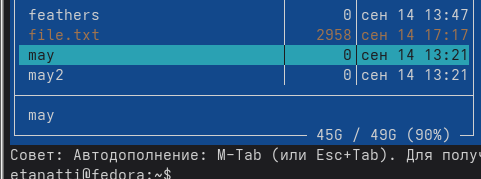 feathers 0 сен 14 13:47
file.txt 2958 сен 14 17:17
may 0 сен 14 13:21
may2 0 сен 14 13:21
may
45G / 49G (90%)
Совет: Автодополнение: M-Tab (или Esc+Tab). Для
etanatti@fedora:~$